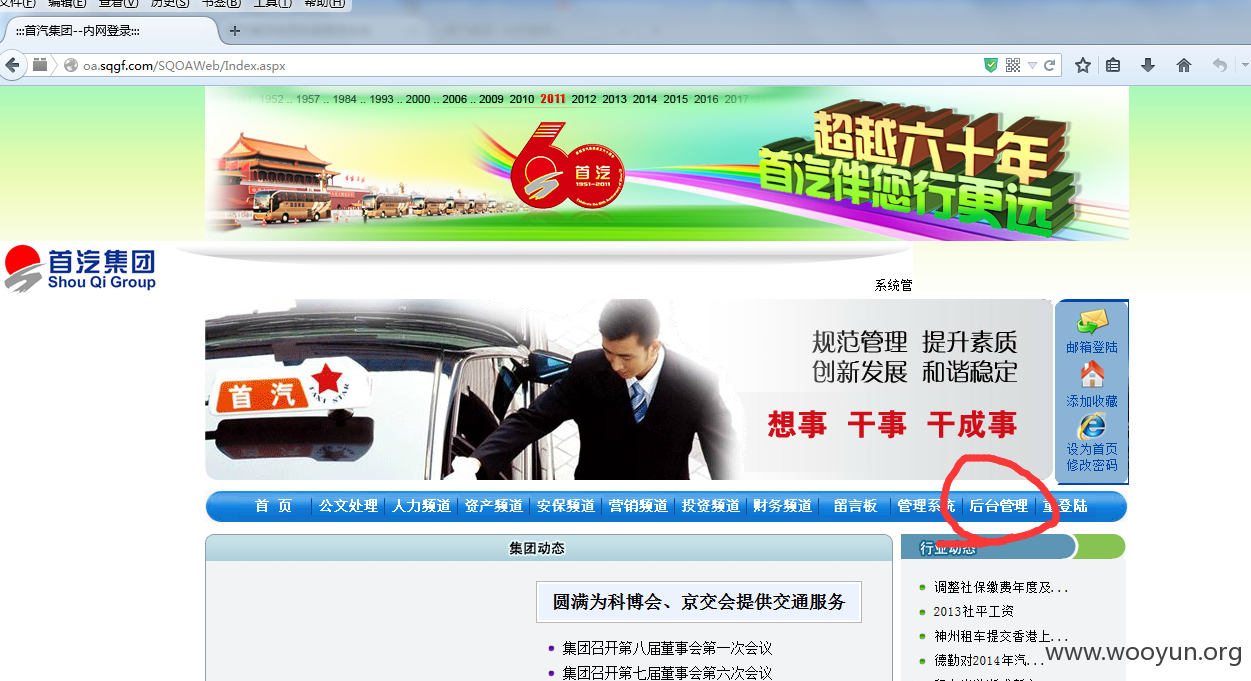 文件(F) 编辑(E) 查看(V) 历史(S) 书签(B) 工具(T) 帮助(H)
:::首汽集团--内网登录:::
oa.sqgf.com/SQOAWeb/Index.aspx
1952 .. 1957 .. 1984 .. 1993 .. 2000 .. 2006 .. 2009 2010 2011 2012 2013 2014 2015 2016 2017
超越六十年
首汽伴您行更远
60
首汽
1951-2011
首汽集团
Shou Qi Group
系统管
规范管理 提升素质
创新发展 和谐稳定
想事 干事 干成事
首汽
TAXI STAR
邮箱登陆
添加收藏
设为首页
修改密码
首 页 公文处理 人力频道 资产频道 安保频道 营销频道 投资频道 财务频道 留言板 管理系统 后台管理 重登陆
集团动态
行业动态
圆满为科博会、京交会提供交通服务
集团召开第八届董事会第一次会议
集团召开第七届董事会第六次会议
调整社保缴费年度及...
2013社平工资
神州租车提交香港上...
德勤对2014年汽...
www.wooyun.org